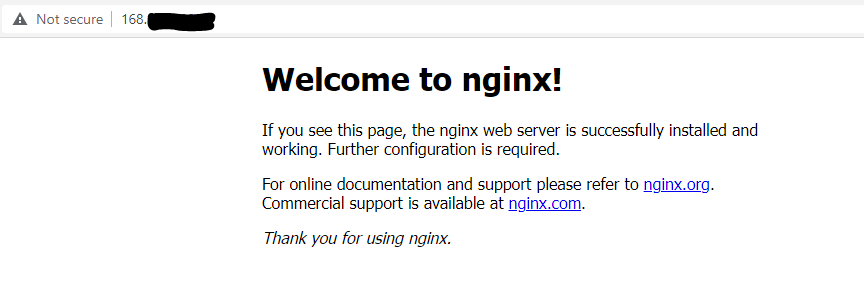 Not secure | 168.
Welcome to nginx!
If you see this page, the nginx web server is successfully installed and
working. Further configuration is required.
For online documentation and support please refer to nginx.org.
Commercial support is available at nginx.com.
Thank you for using nginx.